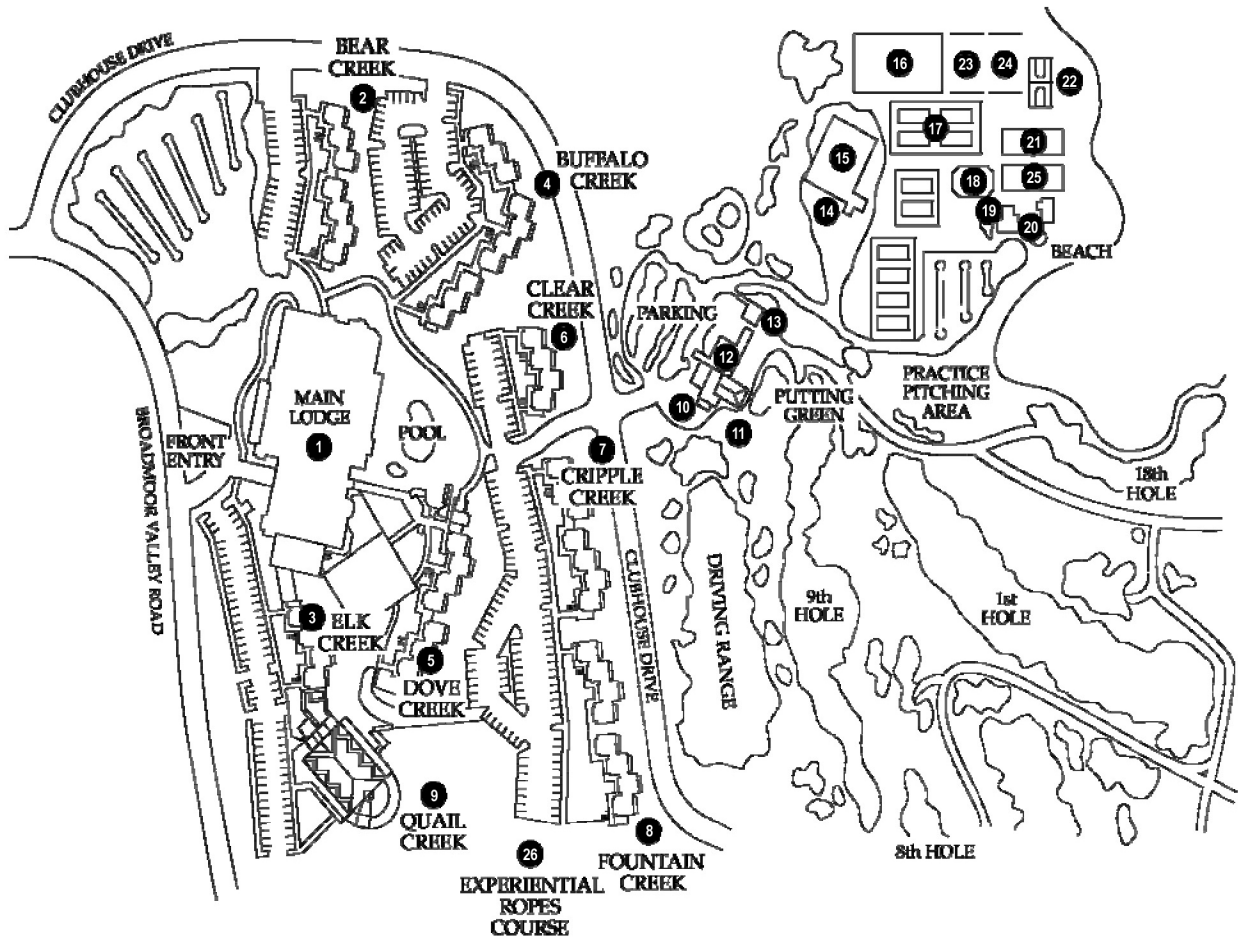 CLUBHOUSE DRIVE
BEAR
CREEK
2
16
23
24
22
17
21
15
BUFFALO
CREEK
4
18
25
14
19
20
BEACH
CLEAR
CREEK
6
PARKING
13
12
MAIN
LODGE
1
POOL
FRONT
ENTRY
BROADMOOR VALLEY ROAD
10
11
PUTTING
GREEN
PRACTICE
PITCHING
AREA
7
CRIPPLE
CREEK
18th
HOLE
CLUBHOUSE DRIVE
DRIVING RANGE
9th
HOLE
1st
HOLE
3
ELK
CREEK
5
DOVE
CREEK
9
QUAIL
CREEK
8
FOUNTAIN
CREEK
8th HOLE
26
EXPERIENTIAL
ROPES
COURSE